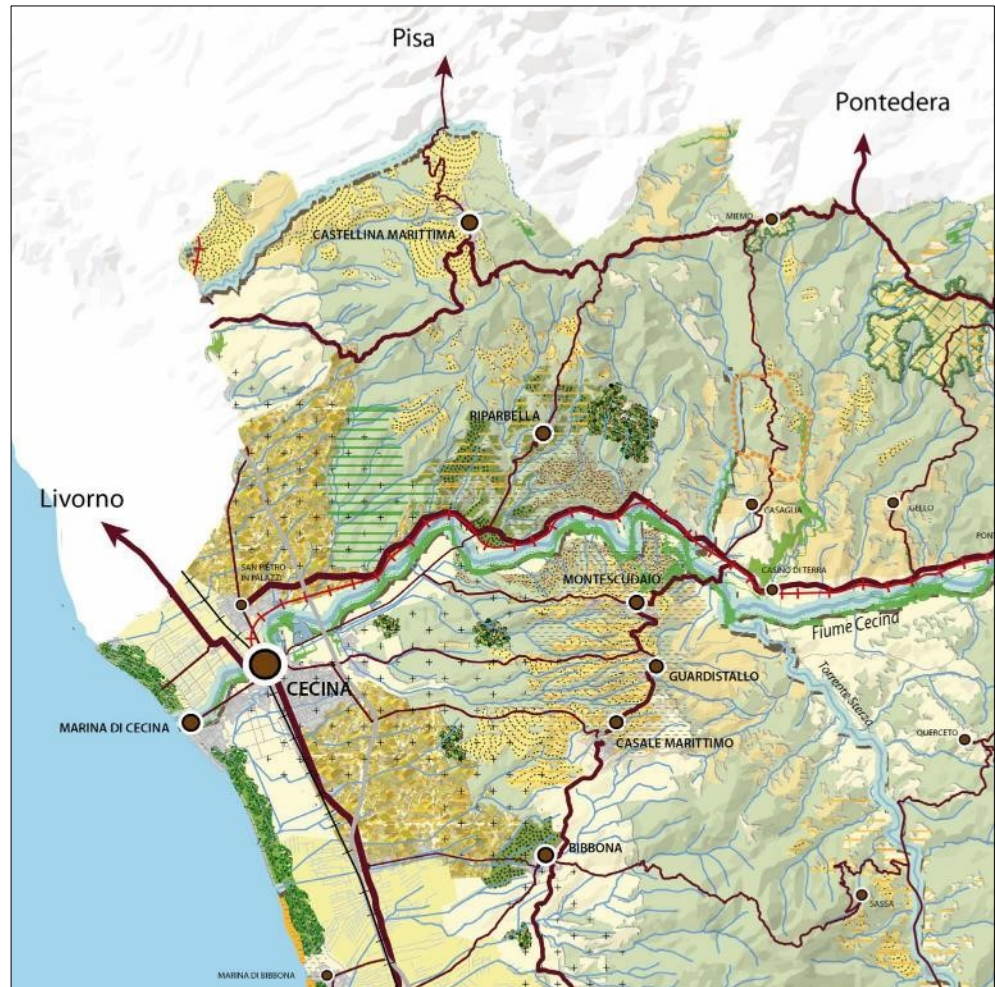 Pisa
Pontedera
MIEMO
CASTELLINA MARITTIMA
RIPARBELLA
Livorno
CASAGLIA
GELLO
PONT
SAN PIETRO
IN PALAZZI
MONTESCUDAIO
CASINO DI TERRA
Fiume Cecina
GUARDISTALLO
CECINA
Torrente Sterza
MARINA DI CECINA
CASALE MARITTIMO
QUERCETO
BIBBONA
SASSA
MARINA DI BIBBONA